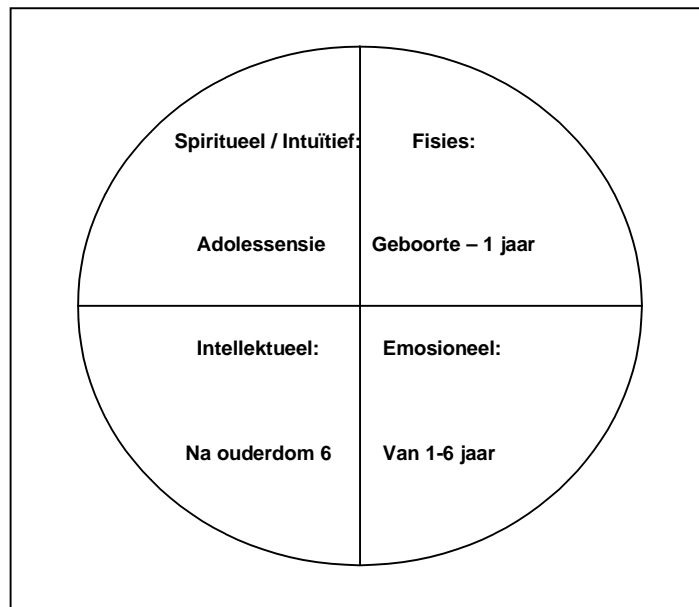 Spiritueel / Intuïtief:
Fisies:
Adolessensie
Geboorte – 1 jaar
Intellektueel:
Emosioneel:
Na ouderdom 6
Van 1-6 jaar